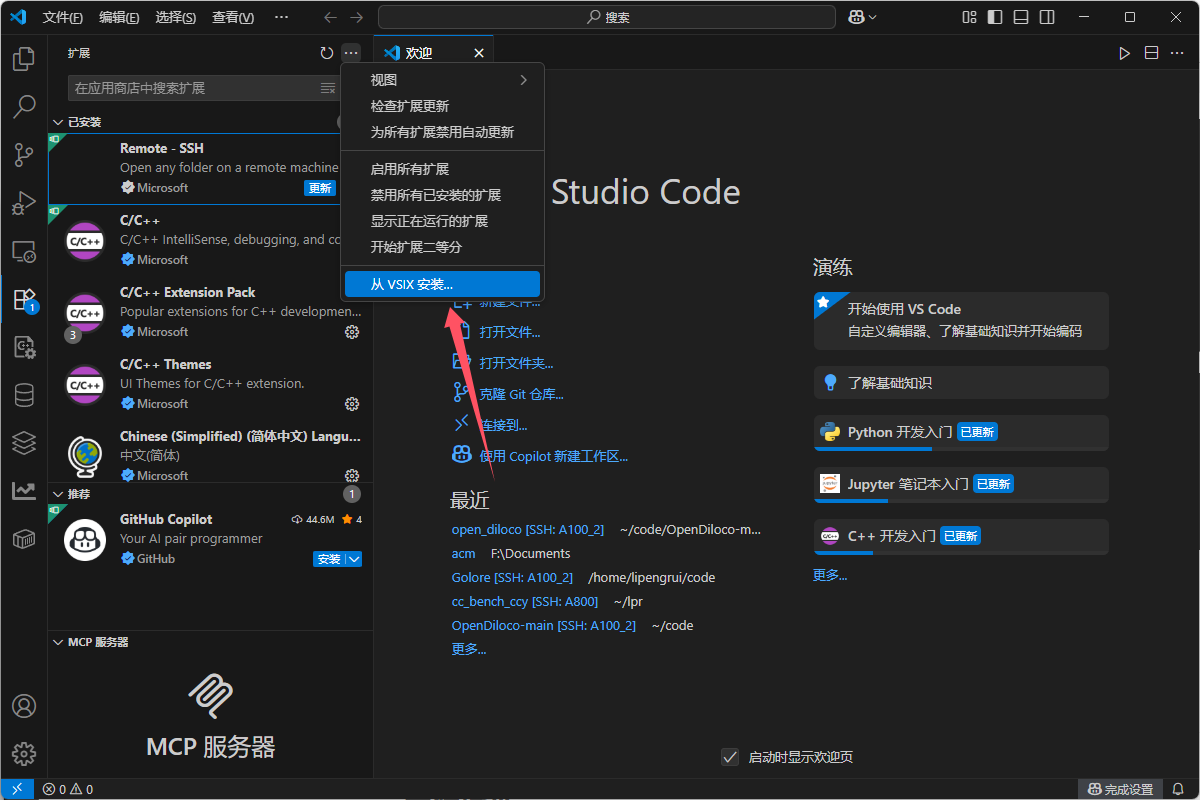 文件(F) 编辑(E) 选择(S) 查看(V) ... 搜索
扩展
在应用商店中搜索扩展
已安装
Remote - SSH
Open any folder on a remote machine
Microsoft
更新
C/C++
C/C++
C/C++ IntelliSense, debugging, and co
Microsoft
C/C++
3
C/C++ Extension Pack
Popular extensions for C++ developmen...
Microsoft
C/C++
C/C++ Themes
UI Themes for C/C++ extension.
Microsoft
Chinese (Simplified) (简体中文) Langu...
中文(简体)
Microsoft
推荐
1
GitHub Copilot
44.6M
4
Your AI pair programmer
GitHub
安装
MCP 服务器
MCP 服务器
1
欢迎
视图
检查扩展更新
为所有扩展禁用自动更新
启用所有扩展
禁用所有已安装的扩展
显示正在运行的扩展
开始扩展二等分
从 VSIX 安装...
Studio Code
新建文件...
打开文件...
打开文件夹...
克隆 Git 仓库...
连接到...
使用 Copilot 新建工作区...
最近
open_diloco [SSH: A100_2] ~/code/OpenDiloco-m...
acm F:\Documents
Golore [SSH: A100_2] /home/lipengrui/code
cc_bench_ccy [SSH: A800] ~/lpr
OpenDiloco-main [SSH: A100_2] ~/code
更多...
演练
开始使用 VS Code
自定义编辑器、了解基础知识并开始编码
了解基础知识
Python 开发入门 已更新
Jupyter 笔记本入门 已更新
C/C++
C++ 开发入门 已更新
更多...
启动时显示欢迎页
0 0
完成设置